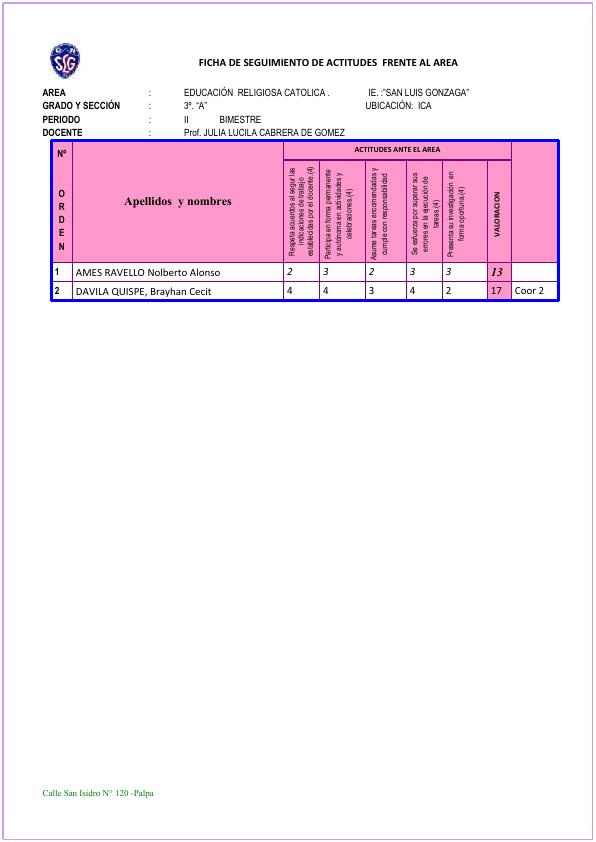 SLG
FICHA DE SEGUIMIENTO DE ACTITUDES FRENTE AL AREA
AREA : EDUCACIÓN RELIGIOSA CATOLICA . IE. :"SAN LUIS GONZAGA"
GRADO Y SECCIÓN : 3º. "A" UBICACIÓN: ICA
PERIODO : II BIMESTRE
DOCENTE : Prof. JULIA LUCILA CABRERA DE GOMEZ
Nº
O
R
D
E
N
Apellidos y nombres
ACTITUDES ANTE EL AREA
Respeta acuerdos al seguir las
indicaciones de trabajo
establecidas por el docente.(4)
Participa en forma permanente
y autónoma en actividades y
celebraciones.(4)
Asume tareas encomendadas y
cumple con responsabilidad
Se esfuerza por superar sus
errores en la ejecución de
tareas.(4)
Presenta su investigación en
forma oportuna.(4)
VALORACION
1 AMES RAVELLO Nolberto Alonso 2 3 2 3 3 13
2 DAVILA QUISPE, Brayhan Cecit 4 4 3 4 2 17 Coor 2
Calle San Isidro N° 120 -Palpa